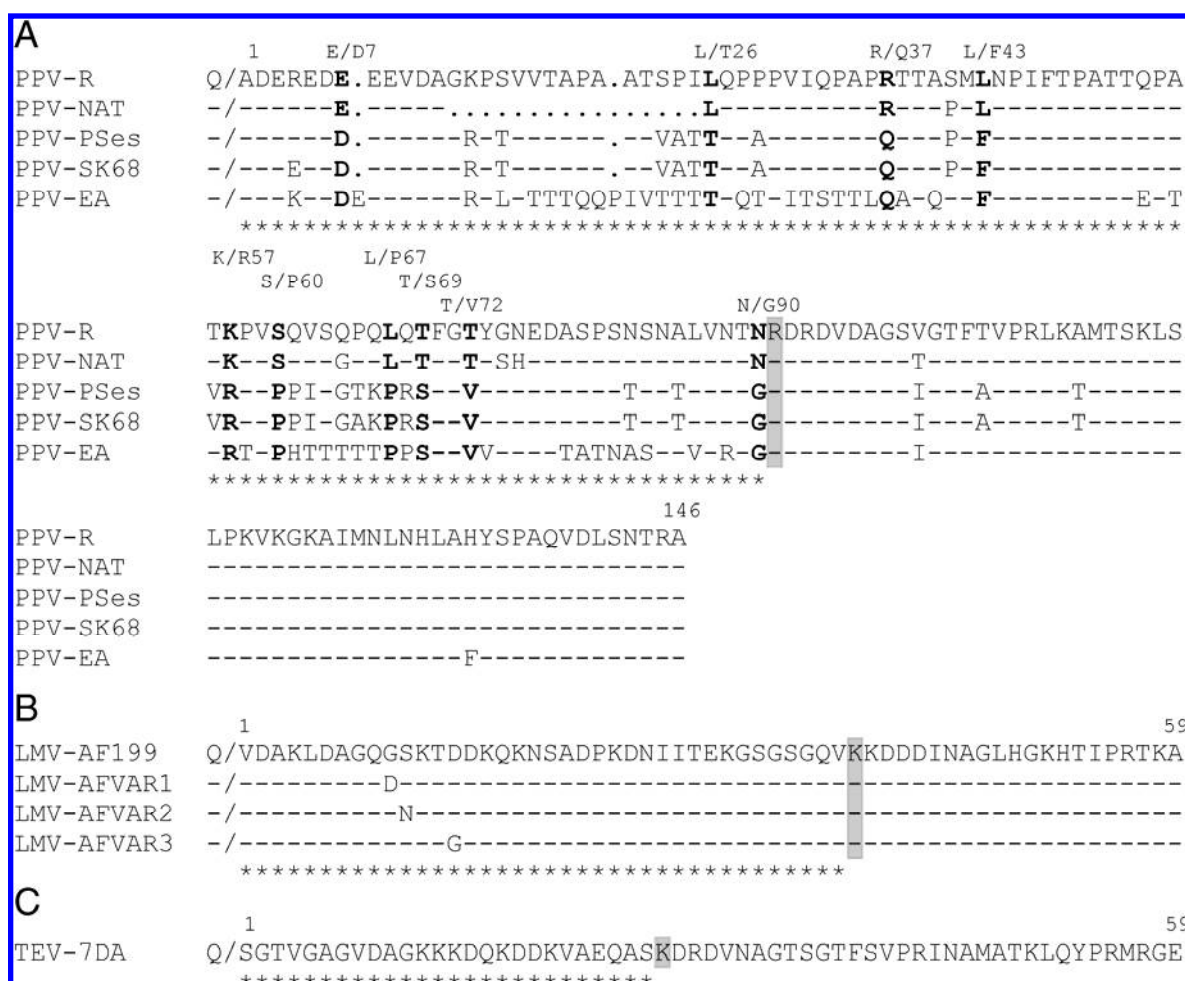 A
1 E/D7 L/T26 R/Q37 L/F43
PPV-R Q/ADEREDE.EEVDAGKPSVVTAPA.ATSPILQPPPVIQPAPRTTASMLNPIFTPATTQPA
PPV-NAT -/------E.-----................L----------R---P-L------------
PPV-PSes -/------D.------R-T------.--VATT--A-------Q---P-F------------
PPV-SK68 -/---E--D.------R-T------.--VATT--A-------Q---P-F------------
PPV-EA -/---K--DE------R-L-TTTQQPIVTTTT-QT-ITSTTLQA-Q--F---------E-T
***********************************************************
K/R57 L/P67
S/P60 T/S69
T/V72 N/G90
PPV-R TKPVSQVSQPQLQTFGTYGNEDASPSNSNALVNTNRDRDVDAGSVGTFTVPRLKAMTSKLS
PPV-NAT -K--S---G--L-T--T-SH--------------N---------T----------------
PPV-PSes VR--PPI-GTKPRS--V---------T--T----G---------I---A-----T------
PPV-SK68 VR--PPI-GAKPRS--V---------T--T----G---------I---A-----T------
PPV-EA -RT-PHTTTTTPPS--VV----TATNAS--V-R-G---------I----------------
***********************************
146
PPV-R LPKVKGKAIMNLNHLAHYSPAQVDLSNTRA
PPV-NAT ------------------------------
PPV-PSes ------------------------------
PPV-SK68 ------------------------------
PPV-EA ----------------F-------------
B
1 59
LMV-AF199 Q/VDAKLDAGQGSKTDDKQKNSADPKDNIITEKGSGSGQVKKDDDINAGLHGKHTIPRTKA
LMV-AFVAR1 -/---------D-------------------------------------------------
LMV-AFVAR2 -/----------N------------------------------------------------
LMV-AFVAR3 -/-------------G---------------------------------------------
**************************************
C
1 59
TEV-7DA Q/SGTVGAGVDAGKKKDQKDDKVAEQASKDRDVNAGTSGTFSVPRINAMATKLQYPRMRGE
**************************